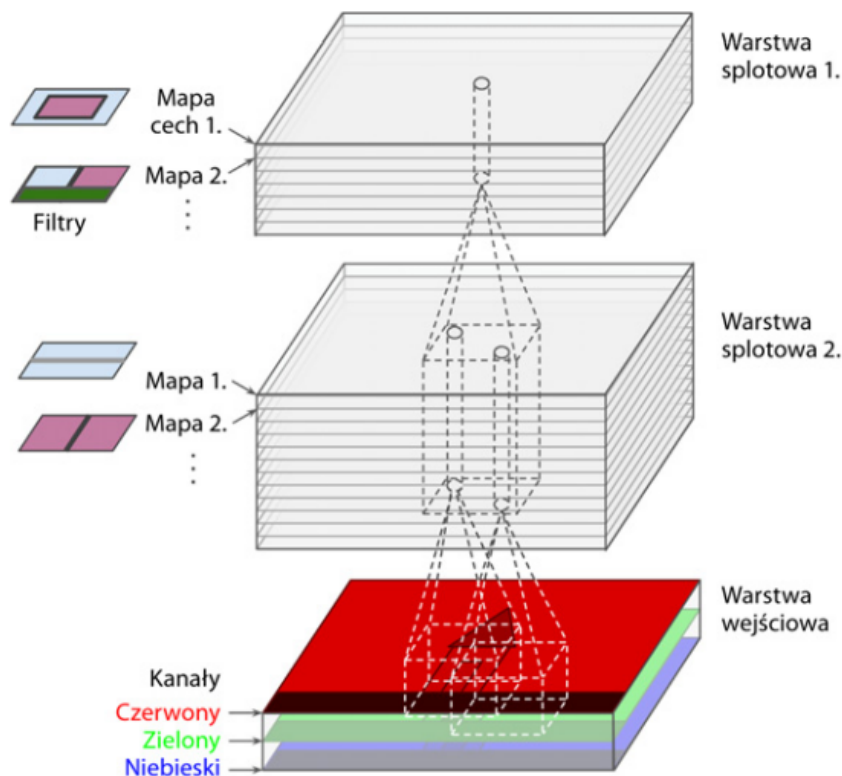 Warstwa
splotowa 1.
Mapa
cech 1.
Mapa 2.
Filtry
Warstwa
splotowa 2.
Mapa 1.
Mapa 2.
Warstwa
wejściowa
Kanały
Czerwony
Zielony
Niebieski